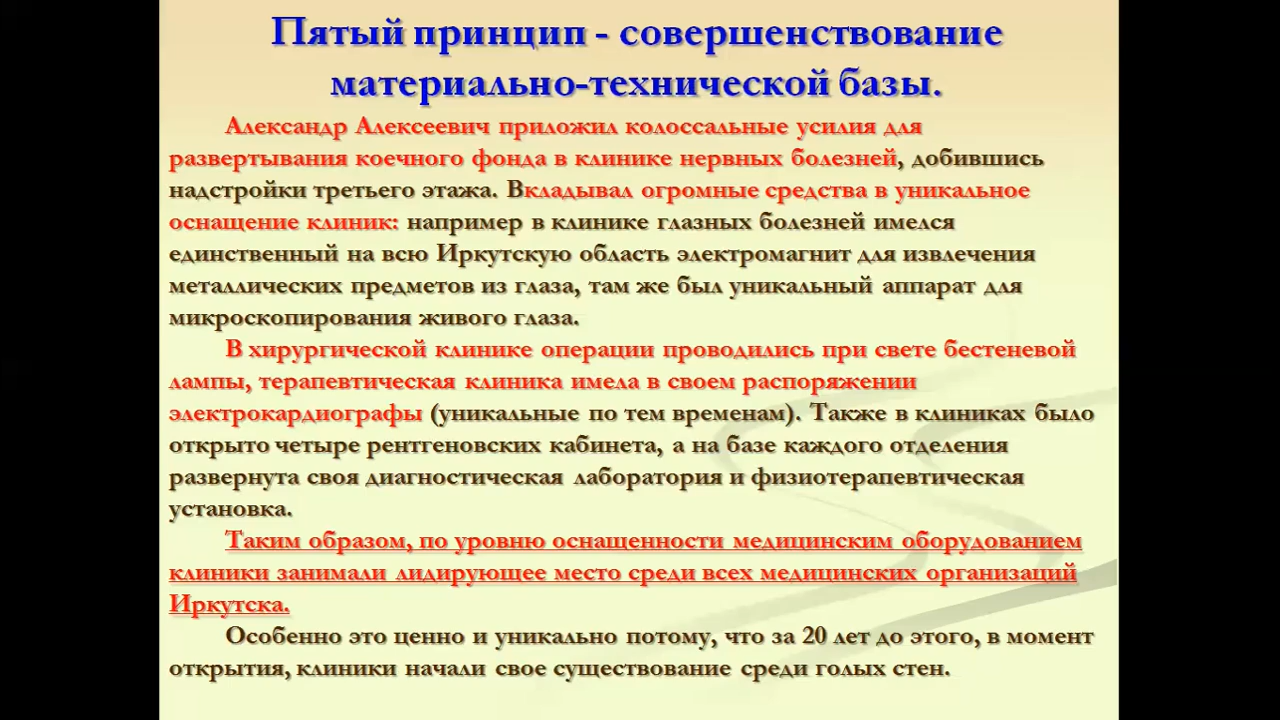 Пятый принцип - совершенствование
материально-технической базы.
Александр Алексеевич приложил колоссальные усилия для
развертывания коечного фонда в клинике нервных болезней, добившись
надстройки третьего этажа. Вкладывал огромные средства в уникальное
оснащение клиник: например в клинике глазных болезней имелся
единственный на всю Иркутскую область электромагнит для извлечения
металлических предметов из глаза, там же был уникальный аппарат для
микроскопирования живого глаза.
В хирургической клинике операции проводились при свете бестеневой
лампы, терапевтическая клиника имела в своем распоряжении
электрокардиографы (уникальные по тем временам). Также в клиниках было
открыто четыре рентгеновских кабинета, а на базе каждого отделения
развернута своя диагностическая лаборатория и физиотерапевтическая
установка.
Таким образом, по уровню оснащенности медицинским оборудованием
клиники занимали лидирующее место среди всех медицинских организаций
Иркутска.
Особенно это ценно и уникально потому, что за 20 лет до этого, в момент
открытия, клиники начали свое существование среди голых стен.